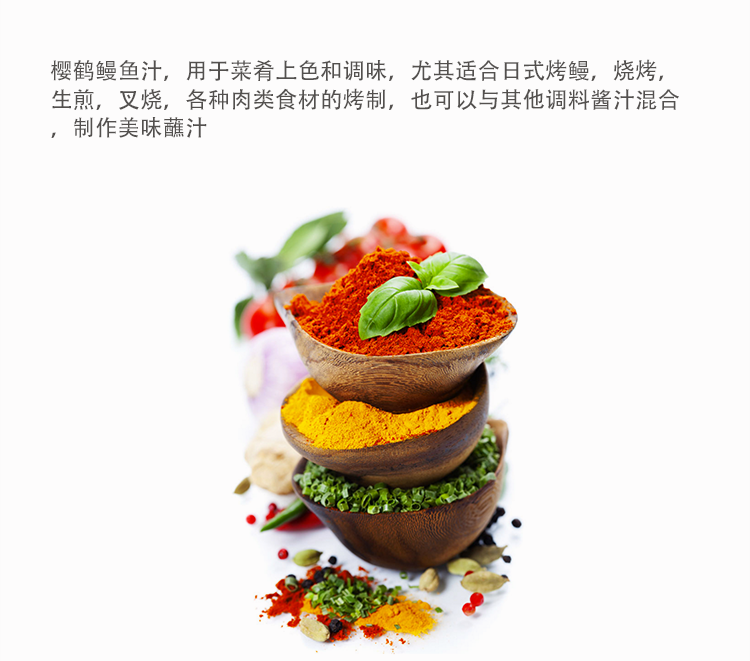 樱鹤鳗鱼汁，用于菜肴上色和调味，尤其适合日式烤鳗，烧烤，
生煎，叉烧，各种肉类食材的烤制，也可以与其他调料酱汁混合
，制作美味蘸汁